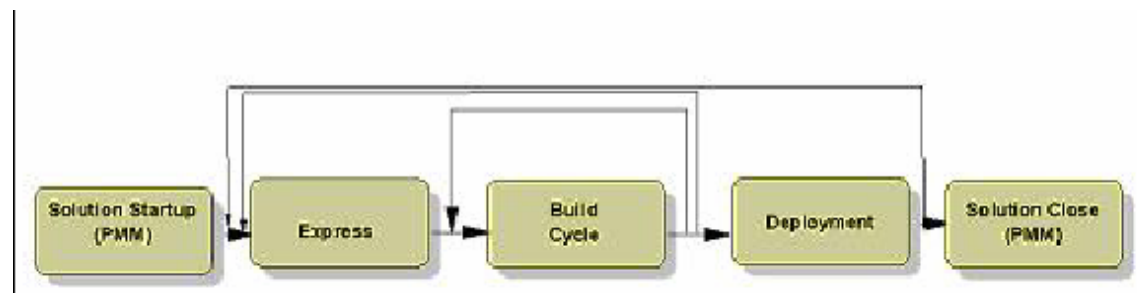 Solution Startup
(PMM)
Express
Build
Cycle
Deployment
Solution Close
(PMM)